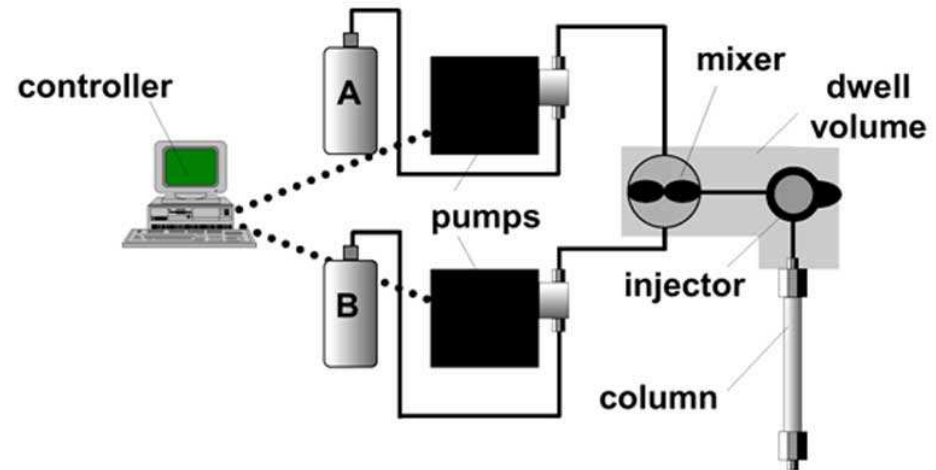 controller
A
mixer
dwell
volume
pumps
B
injector
column